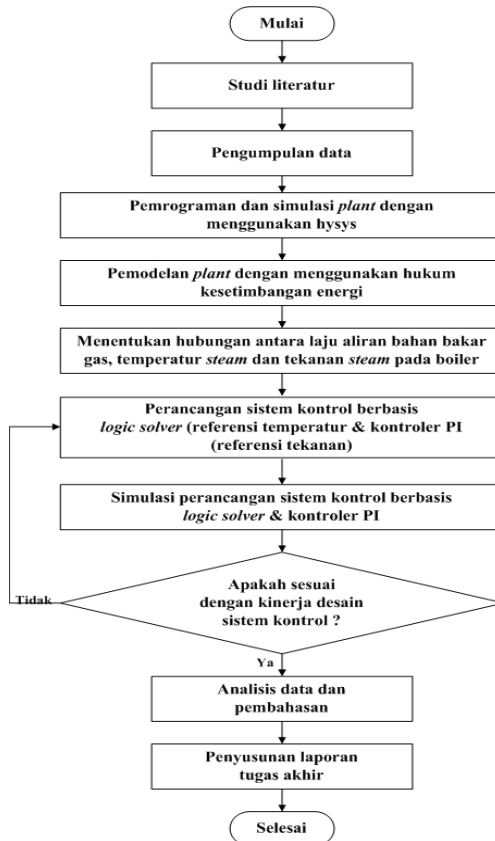 Mulai
Studi literatur
Pengumpulan data
Pemrograman dan simulasi plant dengan
menggunakan hysys
Pemodelan plant dengan menggunakan hukum
kesetimbangan energi
Menentukan hubungan antara laju aliran bahan bakar
gas, temperatur steam dan tekanan steam pada boiler
Perancangan sistem kontrol berbasis
logic solver (referensi temperatur & kontroler PI
(referensi tekanan)
Simulasi perancangan sistem kontrol berbasis
logic solver & kontroler PI
Apakah sesuai
dengan kinerja desain
sistem kontrol ?
Tidak
Ya
Analisis data dan
pembahasan
Penyusunan laporan
tugas akhir
Selesai